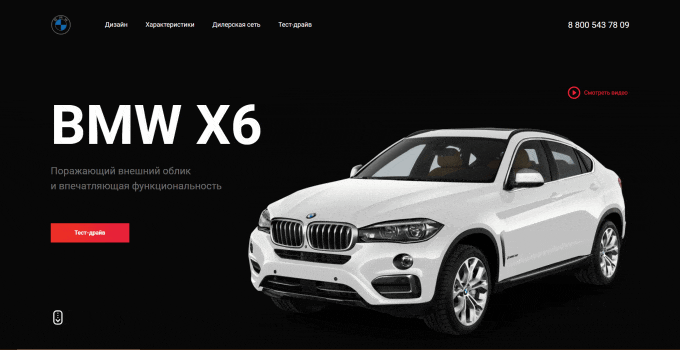 Дизайн
Характеристики
Дилерская сеть
Тест-драйв
8 800 543 78 09
Смотреть видео
BMW X6
Поражающий внешний облик
и впечатляющая функциональность
Тест-драйв